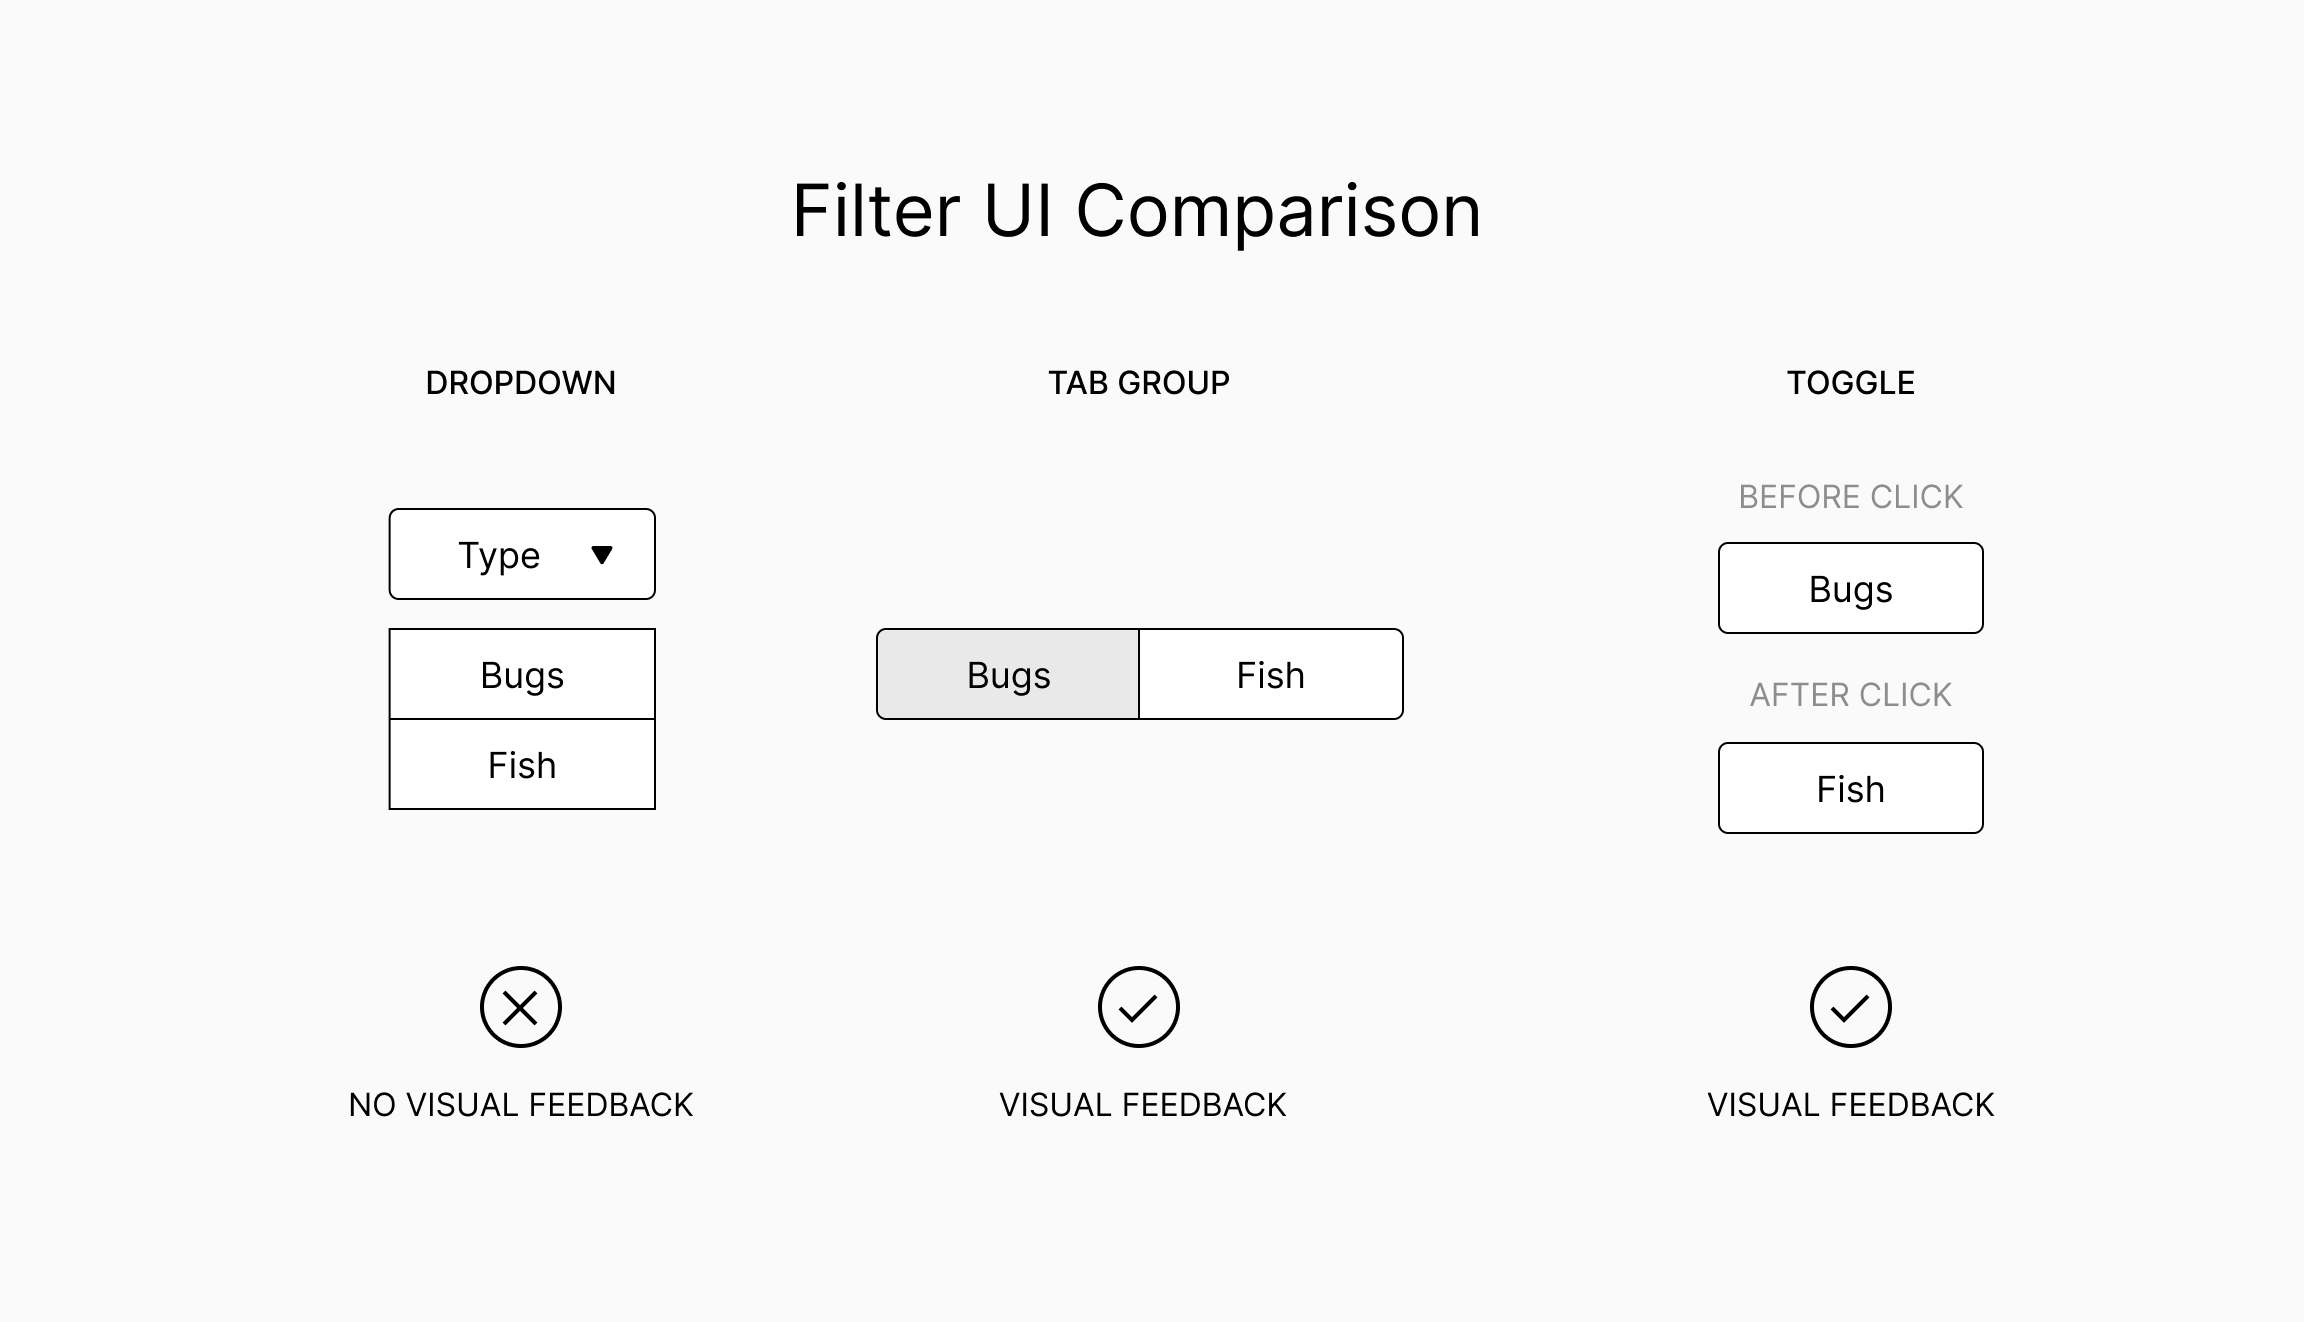 Filter UI Comparison
DROPDOWN
Type
Bugs
Fish
NO VISUAL FEEDBACK
TAB GROUP
Bugs Fish
VISUAL FEEDBACK
TOGGLE
BEFORE CLICK
Bugs
AFTER CLICK
Fish
VISUAL FEEDBACK